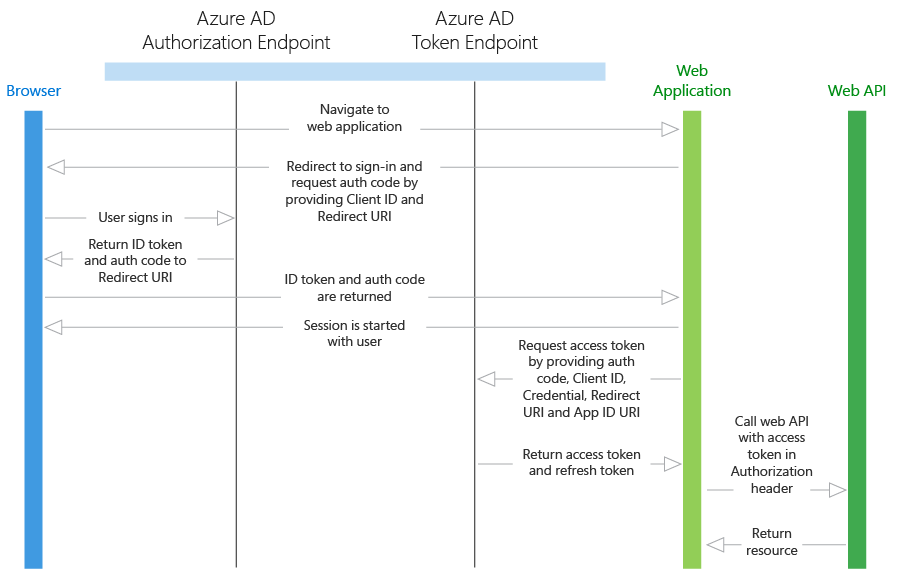 Azure AD
Authorization Endpoint
Azure AD
Token Endpoint
Browser
Web
Application
Web API
Navigate to
web application
Redirect to sign-in and
request auth code by
providing Client ID and
Redirect URI
User signs in
Return ID token
and auth code to
Redirect URI
ID token and auth code
are returned
Session is started
with user
Request access token
by providing auth
code, Client ID,
Credential, Redirect
URI and App ID URI
Call web API
with access
token in
Authorization
header
Return access token
and refresh token
Return
resource